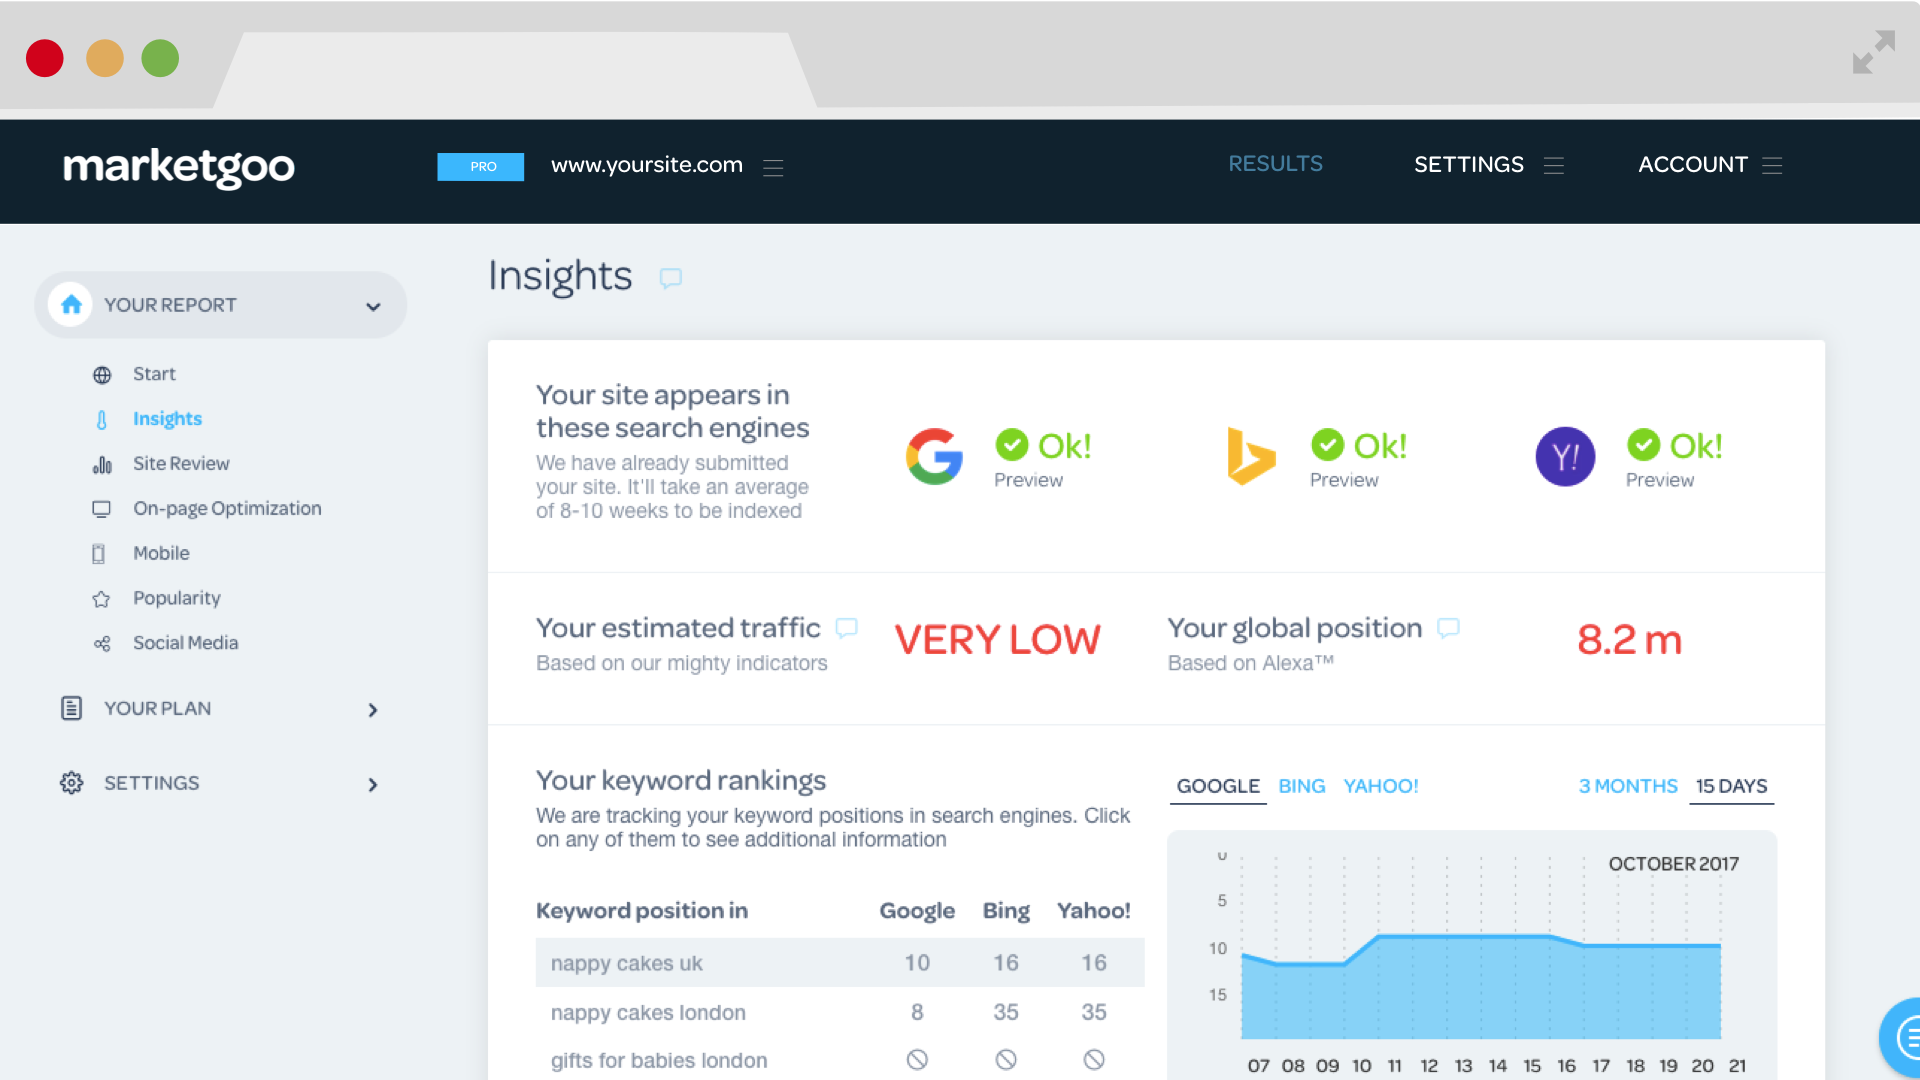 marketgoo
PRO
www.yoursite.com
RESULTS
SETTINGS
ACCOUNT
YOUR REPORT
Start
Insights
Site Review
On-page Optimization
Mobile
Popularity
Social Media
YOUR PLAN
SETTINGS
Insights
Your site appears in
these search engines
We have already submitted
your site. It'll take an average
of 8-10 weeks to be indexed
G
Ok!
Preview
b
Ok!
Preview
Y!
Ok!
Preview
Your estimated traffic
Based on our mighty indicators
VERY LOW
Your global position
Based on Alexa™
8.2 m
Your keyword rankings
We are tracking your keyword positions in search engines. Click
on any of them to see additional information
Keyword position in Google Bing Yahoo!
nappy cakes uk 10 16 16
nappy cakes london 8 35 35
gifts for babies london
GOOGLE BING YAHOO! 3 MONTHS 15 DAYS
OCTOBER 2017
0
5
10
15
07 08 09 10 11 12 13 14 15 16 17 18 19 20 21